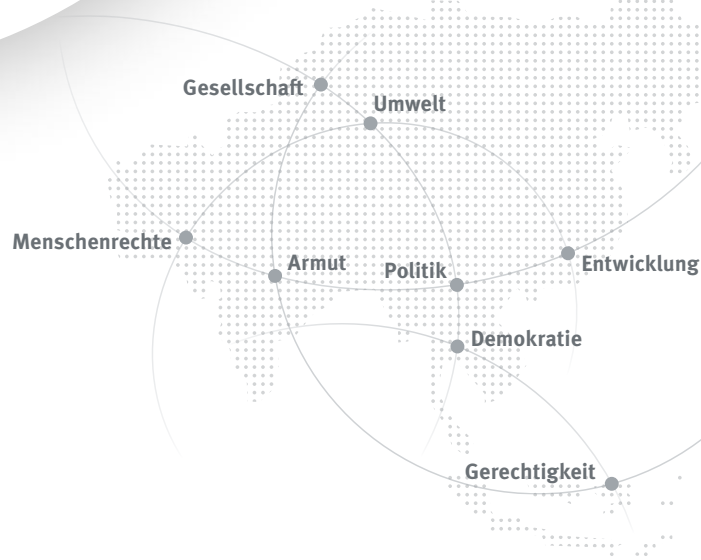 Gesellschaft
Umwelt
Menschenrechte
Armut
Politik
Entwicklung
Demokratie
Gerechtigkeit